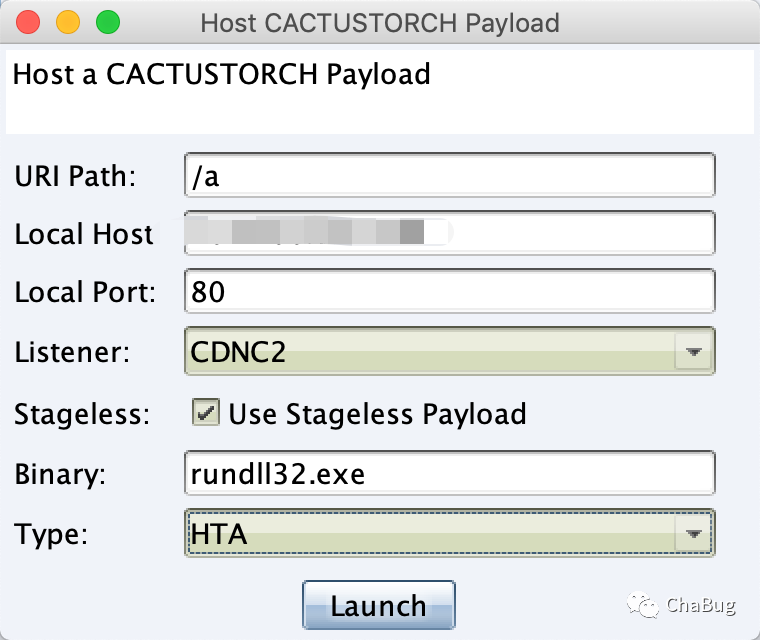 Host CACTUSTORCH Payload
Host a CACTUSTORCH Payload
URI Path: /a
Local Host
Local Port: 80
Listener: CDNC2
Stageless: Use Stageless Payload
Binary: rundll32.exe
Type: HTA
Launch
ChaBug